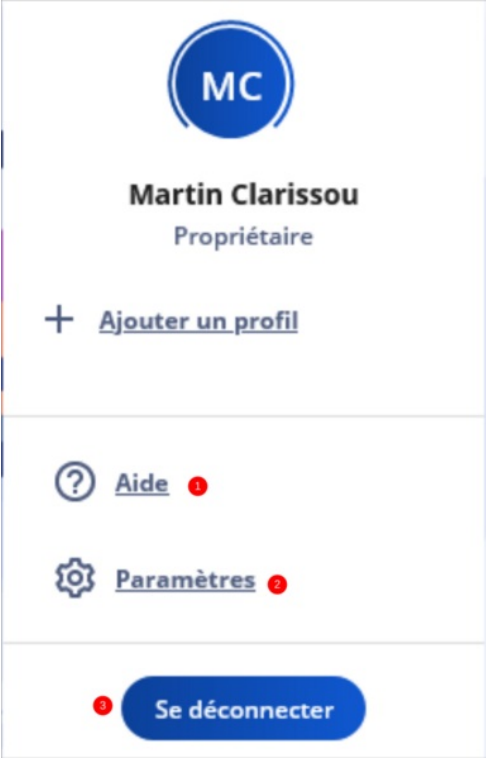 MC
Martin Clarissou
Propriétaire
Ajouter un profil
Aide 1
Paramètres 2
3 Se déconnecter